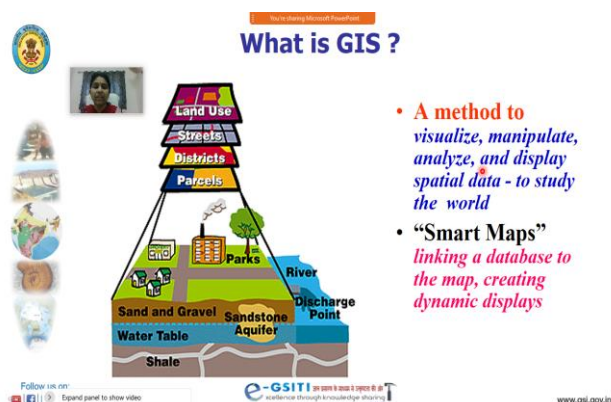 You're sharing Microsoft PowerPoint
What is GIS ?
Land Use
Streets
Districts
Parcels
Parks
River
Discharge
Point
Sand and Gravel
Sandstone
Aquifer
Water Table
Shale
• A method to
visualize, manipulate,
analyze, and display
spatial data - to study
the world
• “Smart Maps”
linking a database to
the map, creating
dynamic displays
Follow us on:
Expand panel to show video
e-GSITI
excellence through knowledge sharing
www.gsi.gov.in